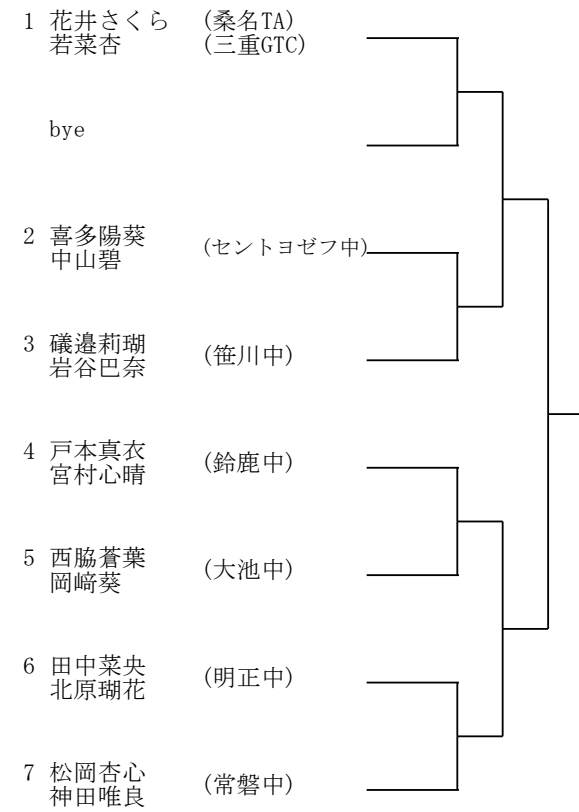 1 花井さくら (桑名TA)
若菜杏 (三重GTC)
bye
2 喜多陽葵
中山碧
(セントヨゼフ中)
3 礒邉莉瑚
岩谷巴奈
(笹川中)
4 戸本真衣
宮村心晴
(鈴鹿中)
5 西脇蒼葉
岡﨑葵
(大池中)
6 田中菜央
北原瑚花
(明正中)
7 松岡杏心
神田唯良
(常磐中)